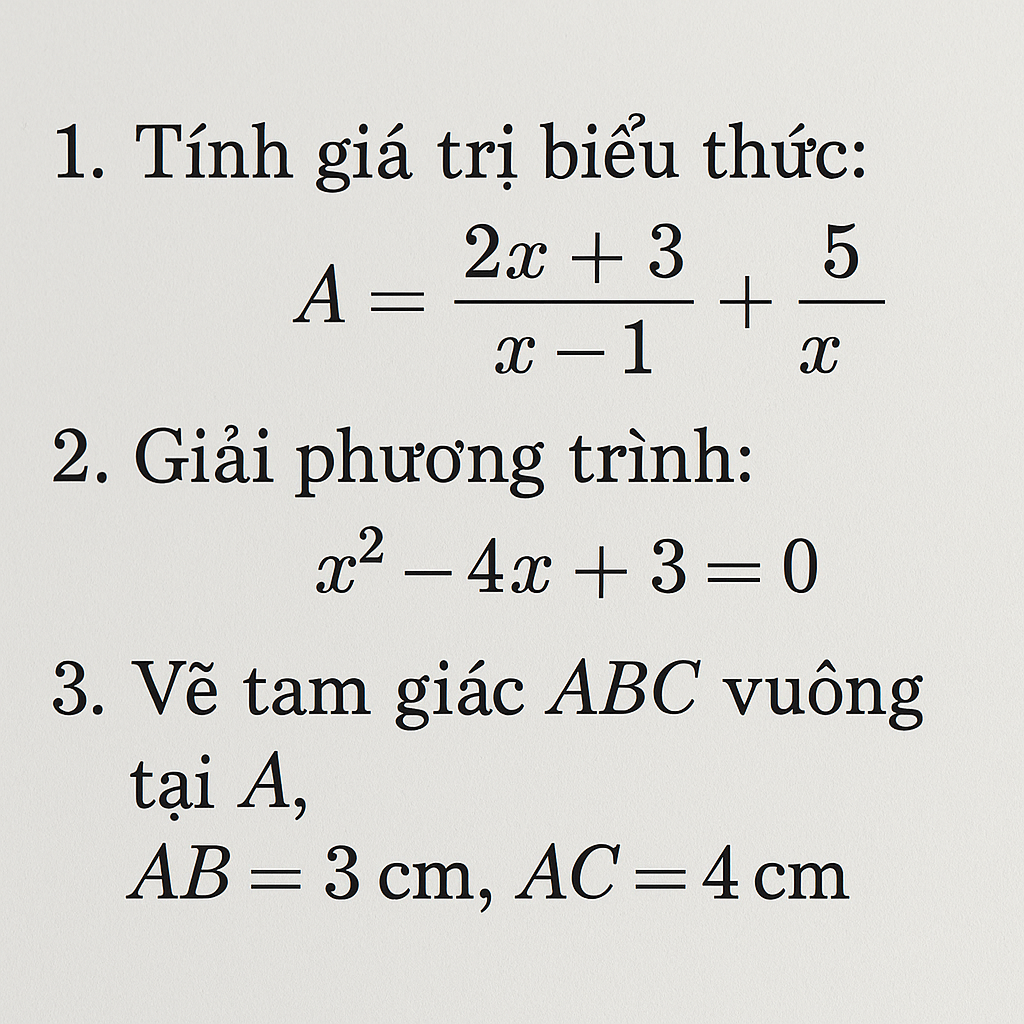 1. Tính giá trị biểu thức:
A = \frac{2x + 3}{x - 1} + \frac{5}{x}
2. Giải phương trình:
x² − 4x + 3 = 0
3. Vẽ tam giác ABC vuông
tại A,
AB = 3 cm, AC = 4 cm